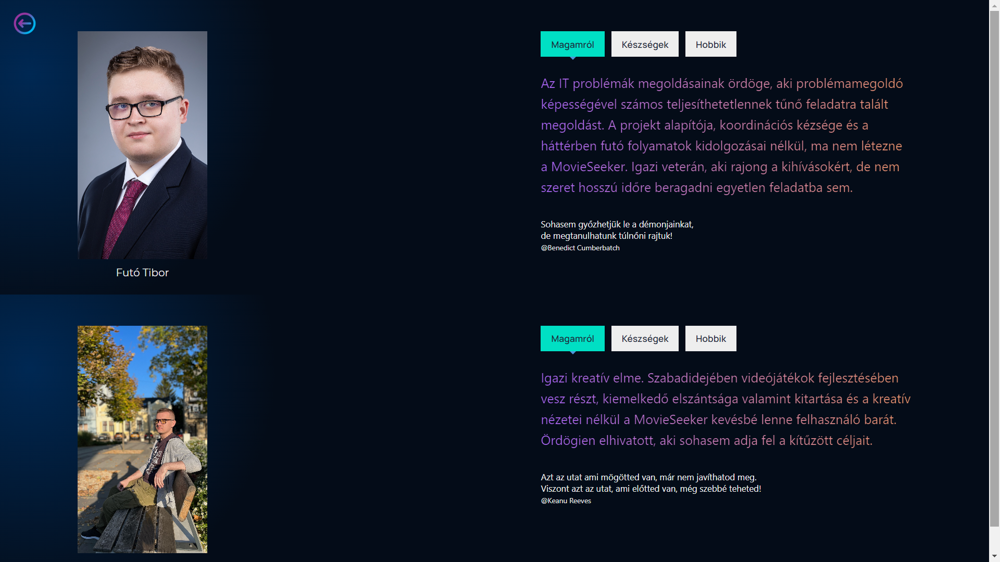 Magamról Készségek Hobbik
Az IT problémák megoldásainak ördöge, aki problémamegoldó
képességével számos teljesíthetetlennek tűnő feladatra talált
megoldást. A projekt alapítója, koordinációs kézsége és a
háttérben futó folyamatok kidolgozásai nélkül, ma nem létezne
a MovieSeeker. Igazi veterán, aki rajong a kihívásokért, de nem
szeret hosszú időre beragadni egyetlen feladatba sem.
Sohasem győzhetjük le a démonjainkat,
de megtanulhatunk túlnőni rajtuk!
@Benedict Cumberbatch
Futó Tibor
Magamról Készségek Hobbik
Igazi kreatív elme. Szabadidejében videójátékok fejlesztésében
vesz részt, kiemelkedő elszántsága valamint kitartása és a kreatív
nézetei nélkül a MovieSeeker kevésbé lenne felhasználó barát.
Ördögien elhivatott, aki sohasem adja fel a kítűzött céljait.
Azt az utat ami mögötted van, már nem javíthatod meg.
Viszont azt az utat, ami előtted van, még szebbé teheted!
@Keanu Reeves